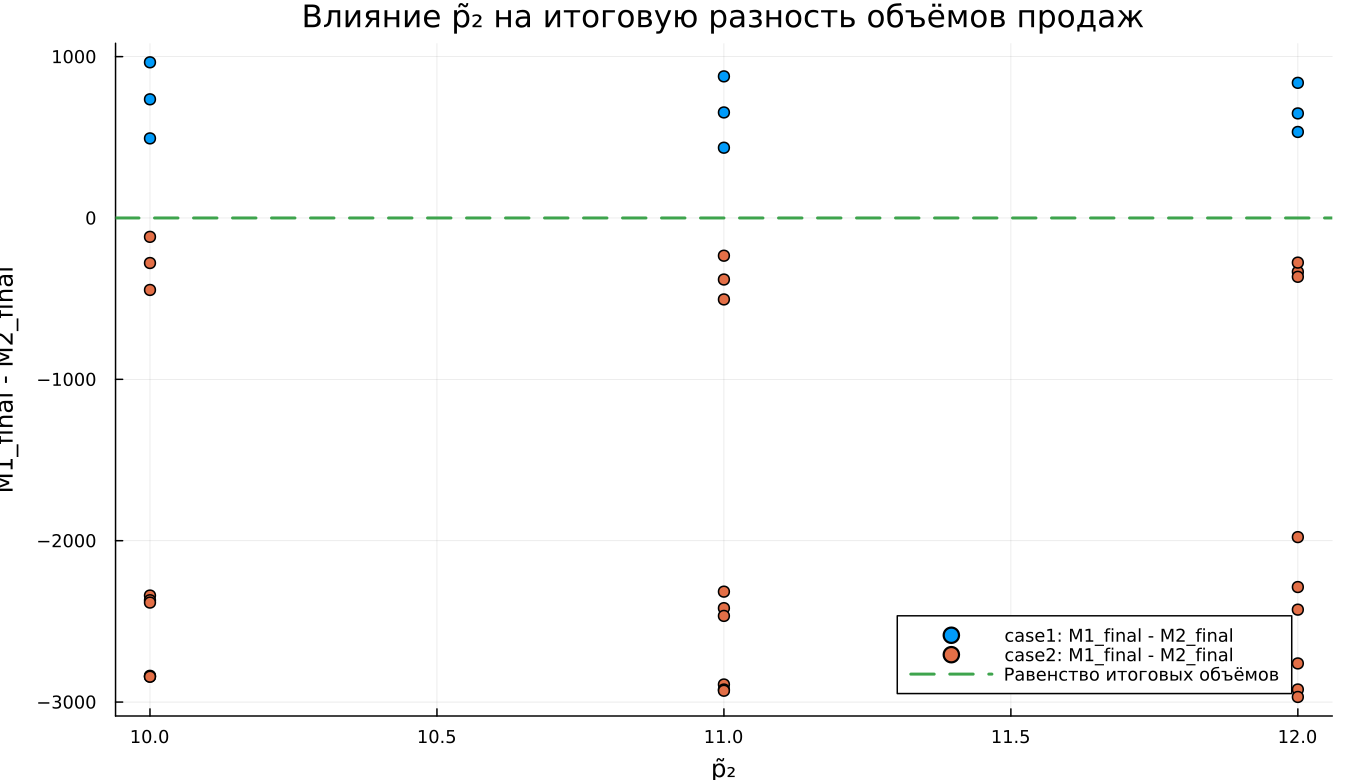 Влияние p̃₂ на итоговую разность объёмов продаж
M1_final - M2_final
1000
0
−1000
−2000
−3000
10.0
10.5
11.0
11.5
12.0
p̃₂
case1: M1_final - M2_final
case2: M1_final - M2_final
Равенство итоговых объёмов